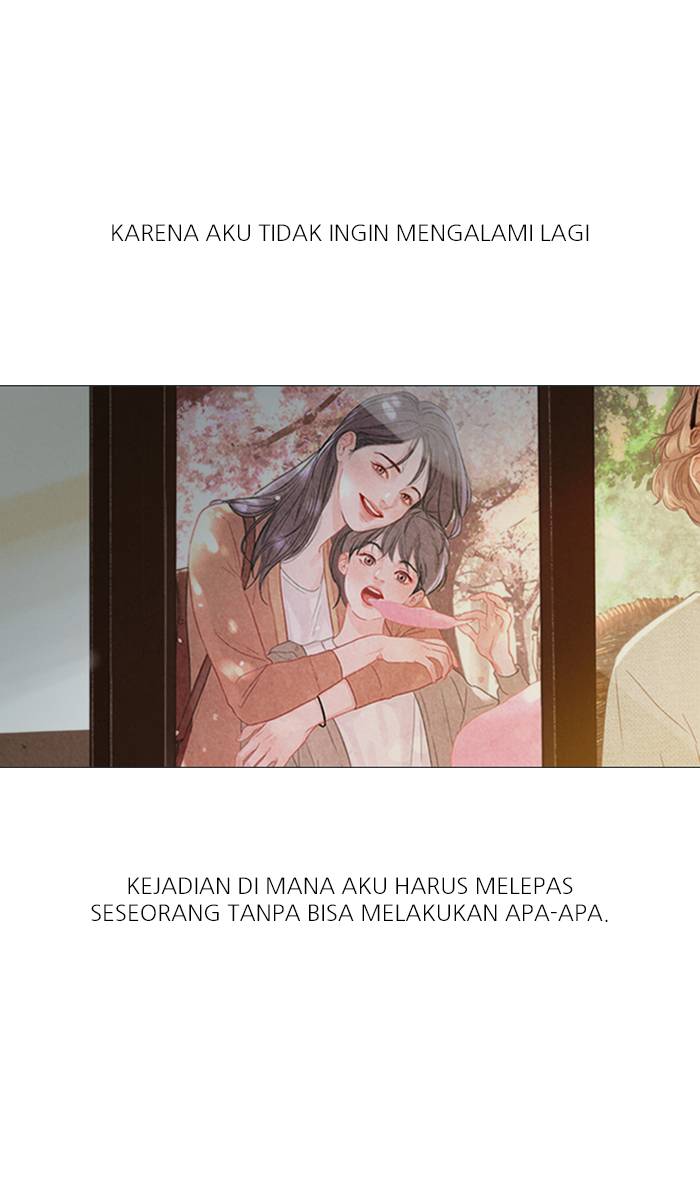 KARENA AKU TIDAK INGIN MENGALAMI LAGI
KEJADIAN DI MANA AKU HARUS MELEPAS
SESEORANG TANPA BISA MELAKUKAN APA-APA.